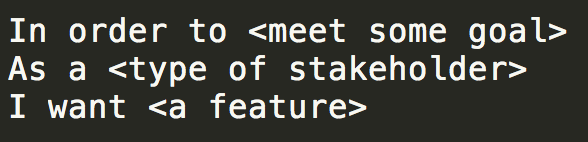 In order to <meet some goal>
As a <type of stakeholder>
I want <a feature>